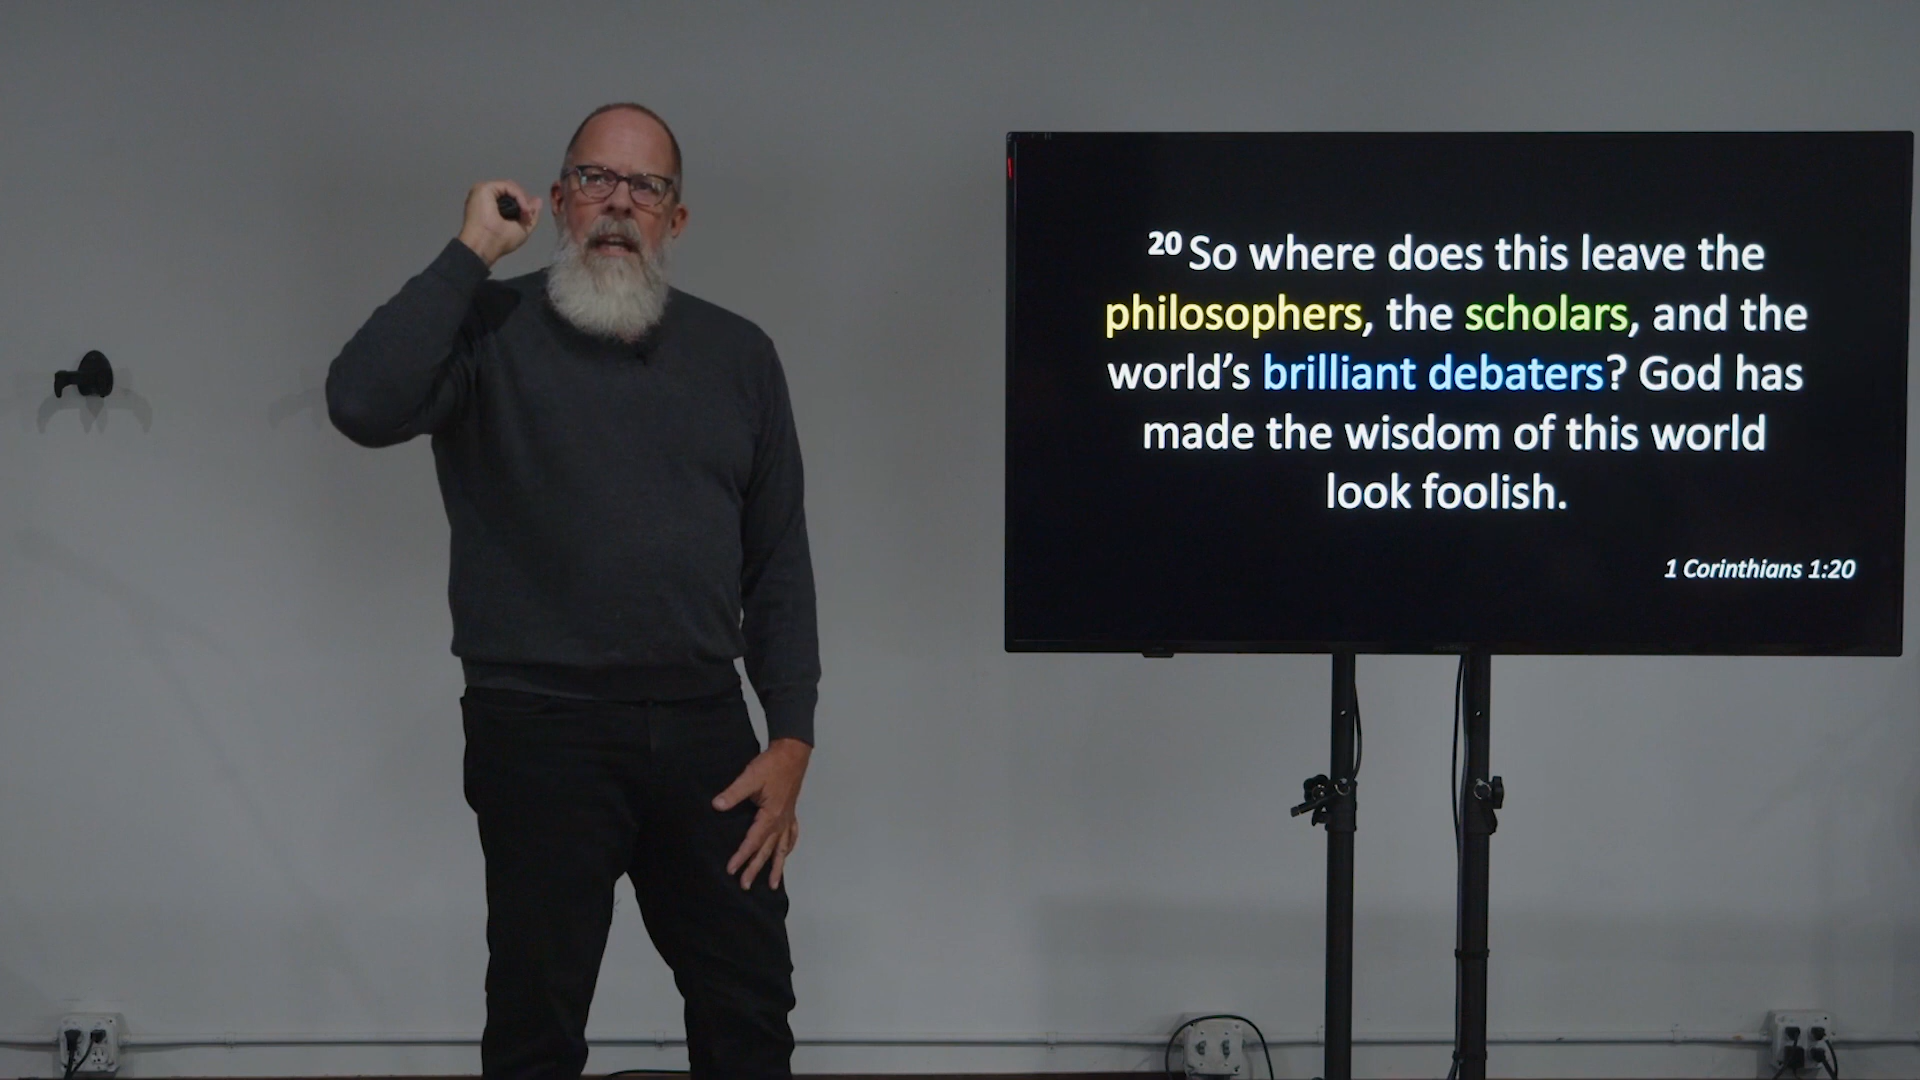 20 So where does this leave the
philosophers, the scholars, and the
world’s brilliant debaters? God has
made the wisdom of this world
look foolish.
1 Corinthians 1:20